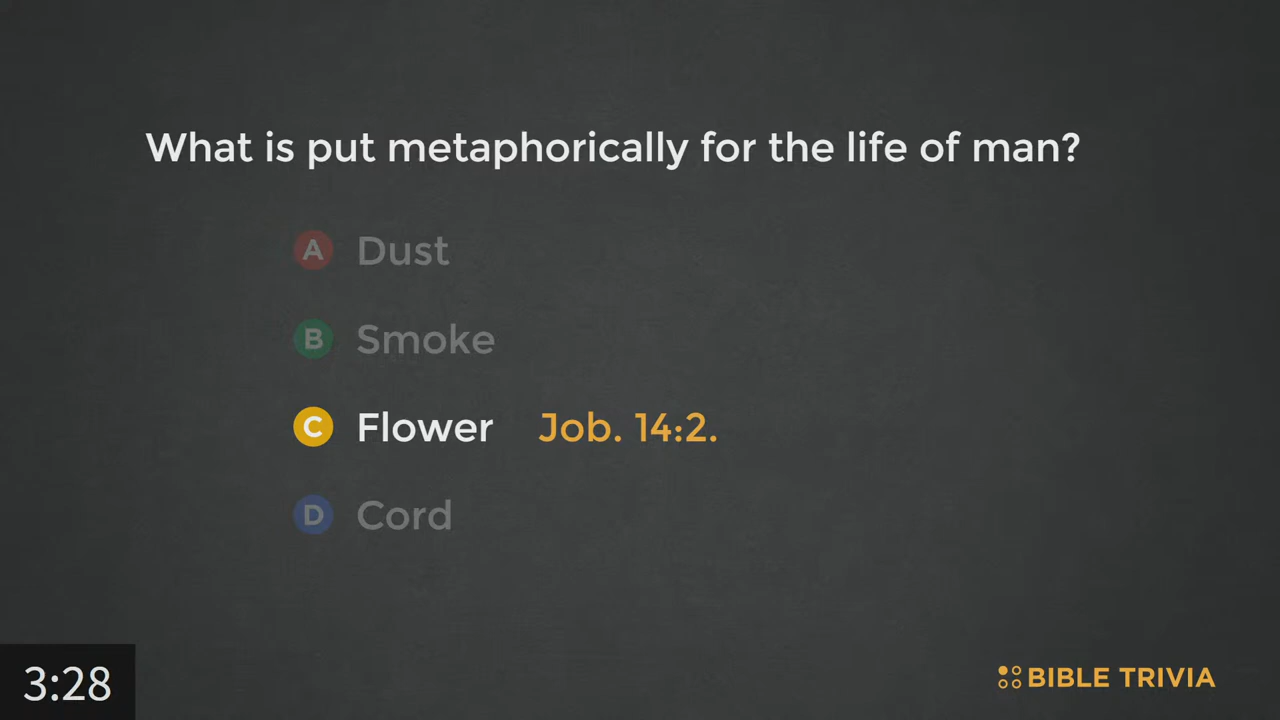 What is put metaphorically for the life of man?
A Dust
B Smoke
C Flower Job. 14:2.
D Cord
3:28
BIBLE TRIVIA